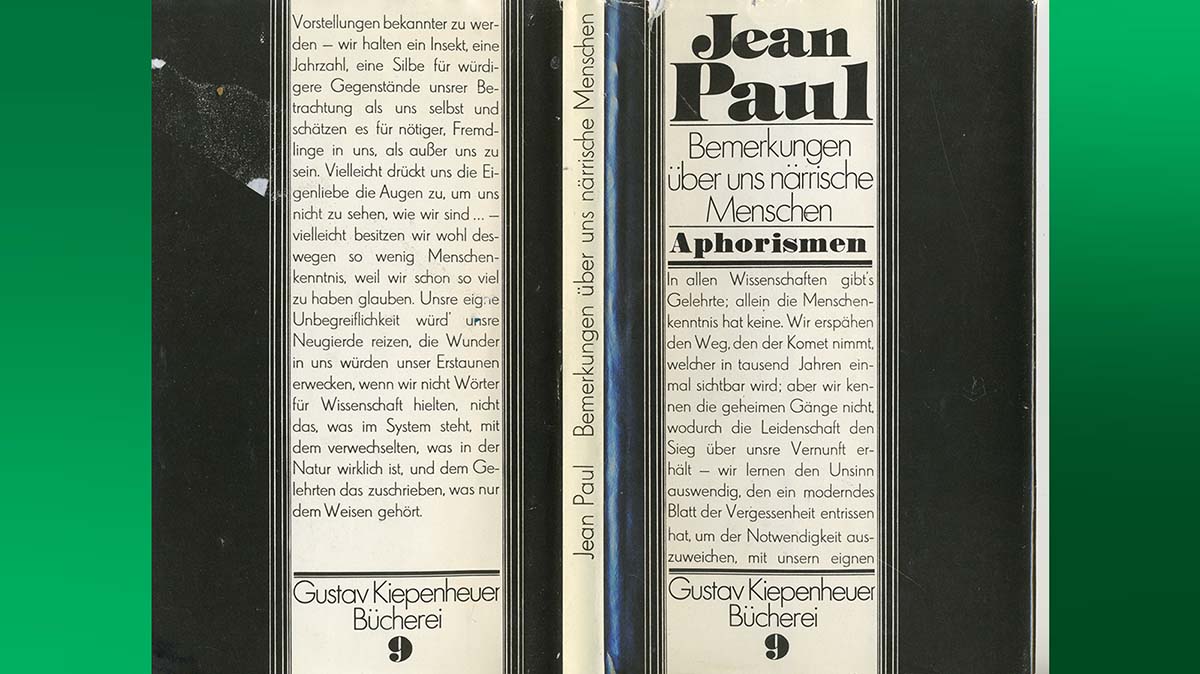 Vorstellungen bekannter zu wer-
den – wir halten ein Insekt, eine
Jahrzahl, eine Silbe für würdi-
gere Gegenstände unsrer Be-
trachtung als uns selbst und
schätzen es für nötiger, Fremd-
linge in uns, als außer uns zu
sein. Vielleicht drückt uns die Ei-
genliebe die Augen zu, um uns
nicht zu sehen, wie wir sind ... –
vielleicht besitzen wir wohl des-
wegen so wenig Menschen-
kenntnis, weil wir schon so viel
zu haben glauben. Unsre eigne
Unbegreiflichkeit würd' unsre
Neugierde reizen, die Wunder
in uns würden unser Erstaunen
erwecken, wenn wir nicht Wörter
für Wissenschaft hielten, nicht
das, was im System steht, mit
dem verwechselten, was in der
Natur wirklich ist, und dem Ge-
lehrten das zuschrieben, was nur
dem Weisen gehört.
Gustav Kiepenheuer
Bücherei
9
Jean Paul Bemerkungen über uns närrische Menschen
Jean
Paul
Bemerkungen
über uns närrische
Menschen
Aphorismen
In allen Wissenschaften gibt's
Gelehrte; allein die Menschen-
kenntnis hat keine. Wir erspähen
den Weg, den der Komet nimmt,
welcher in tausend Jahren ein-
mal sichtbar wird; aber wir ken-
nen die geheimen Gänge nicht,
wodurch die Leidenschaft den
Sieg über unsre Vernunft er-
hält – wir lernen den Unsinn
auswendig, den ein moderndes
Blatt der Vergessenheit entrissen
hat, um der Notwendigkeit aus-
zuweichen, mit unsern eignen
Gustav Kiepenheuer
Bücherei
9